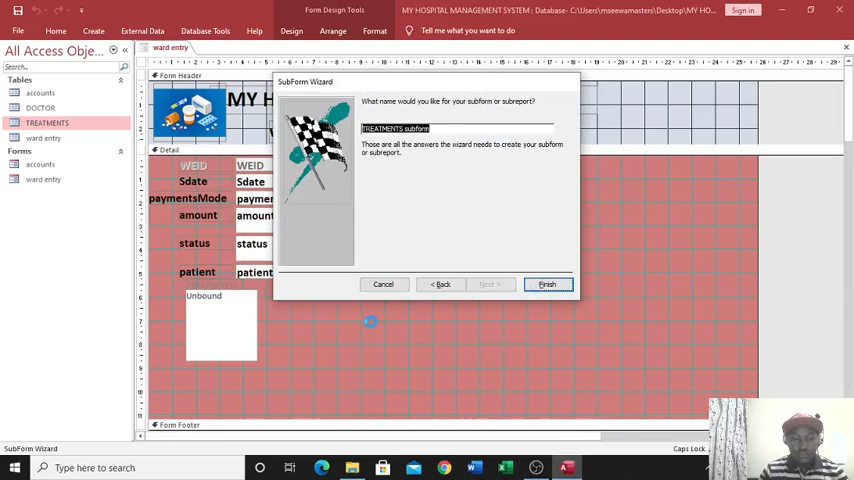 Form Design Tools
MY HOSPITAL MANAGEMENT SYSTEM : Database- C:\Users\mseewamasters\Desktop\MY HO...
Sign in
File
Home
Create
External Data
Database Tools
Design
Arrange
Format
Tell me what you want to do
All Access Obje...
Search...
Tables
accounts
DOCTOR
TREATMENTS
ward entry
Forms
accounts
ward entry
ward entry
Form Header
MY H
Detail
WEID WEID
Sdate Sdate
paymentsMode payme
amount amount
status status
patient patient
Unbound
Form Footer
SubForm Wizard
What name would you like for your subform or subreport?
TREATMENTS subform
Those are all the answers the wizard needs to create your subform
or subreport.
Cancel
< Back
Next >
Finish
SubForm Wizard
Caps Lock
Type here to search